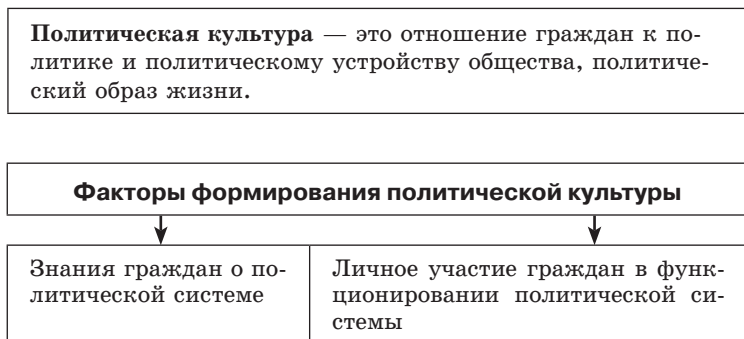 Политическая культура — это отношение граждан к по-
литике и политическому устройству общества, политиче-
ский образ жизни.
Факторы формирования политической культуры
Знания граждан о по-
литической системе
Личное участие граждан в функ-
ционировании политической си-
стемы